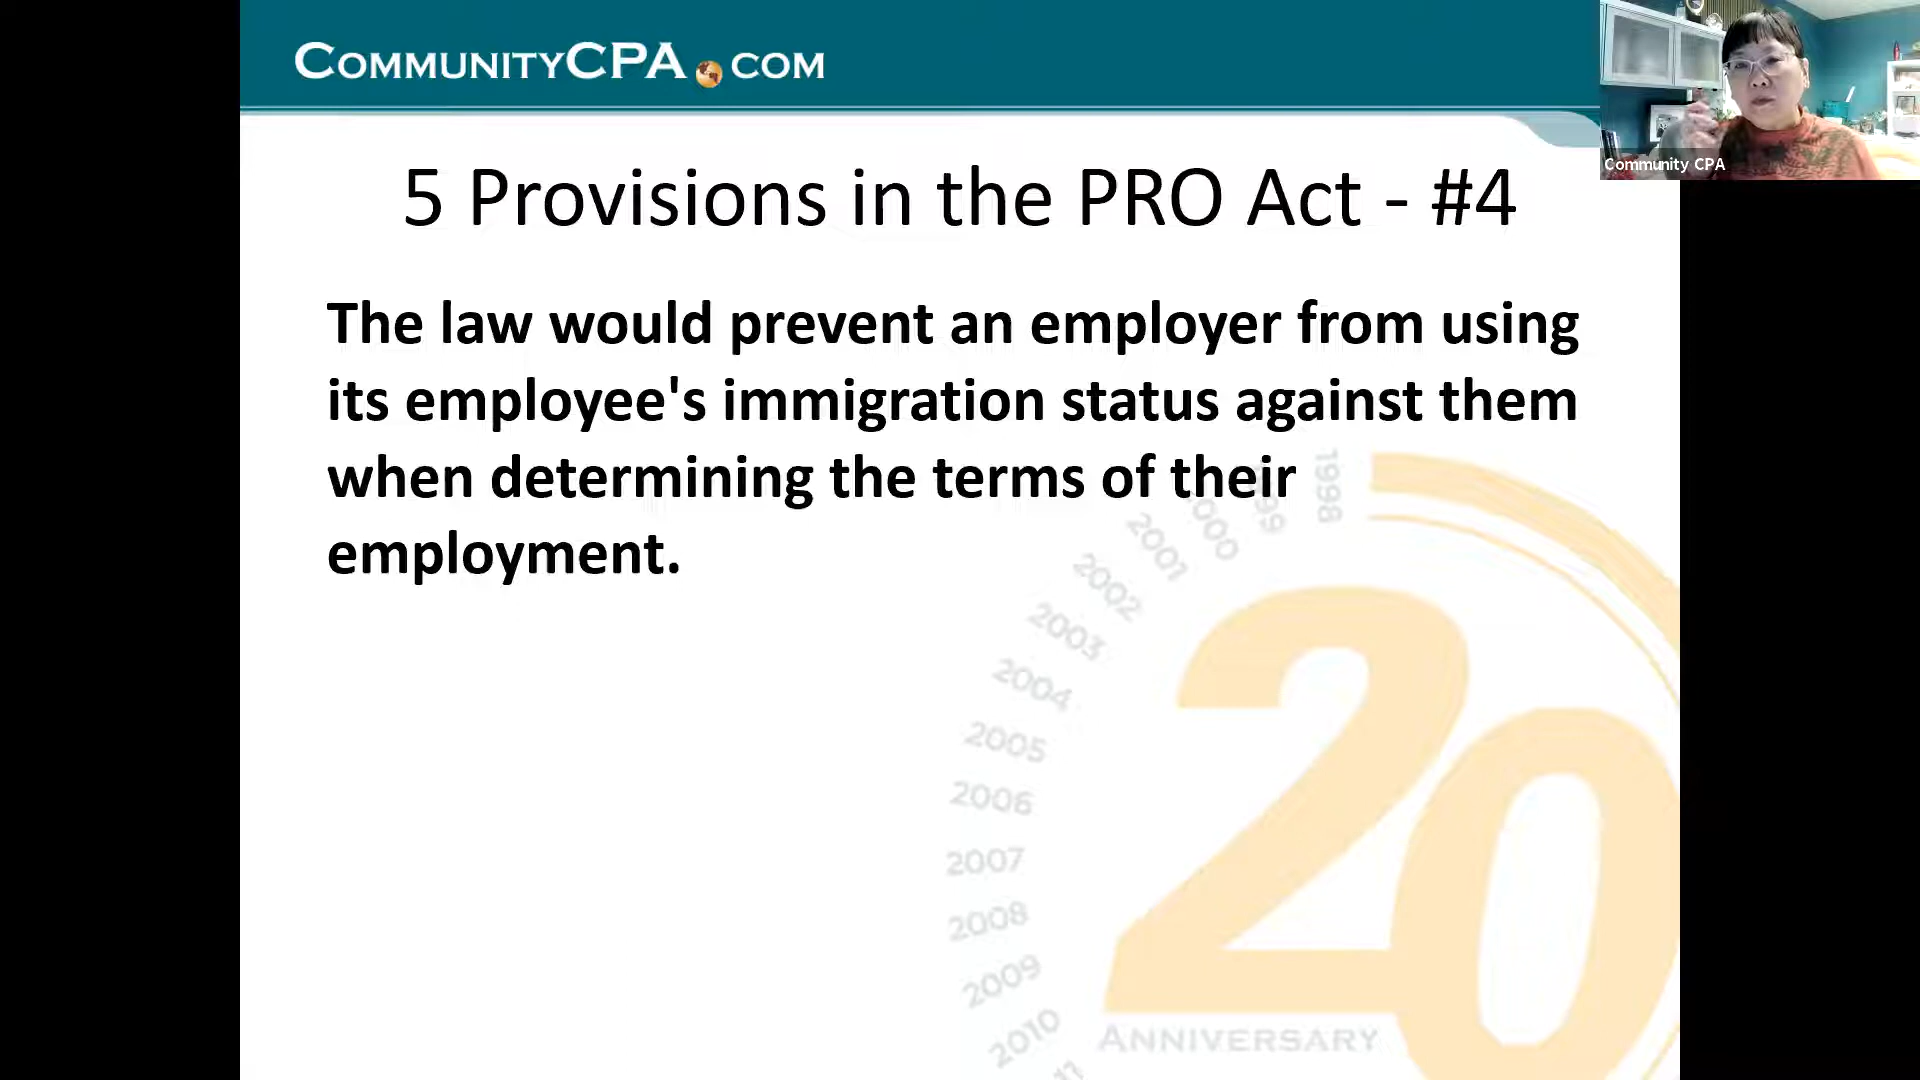 COMMUNITYCPA.COM
Community CPA
5 Provisions in the PRO Act - #4
The law would prevent an employer from using
its employee's immigration status against them
when determining the terms of their
employment.
1998
2000
2001
2002
2003
2004
2005
2006
2007
2008
2009
2010
20
ANNIVERSARY